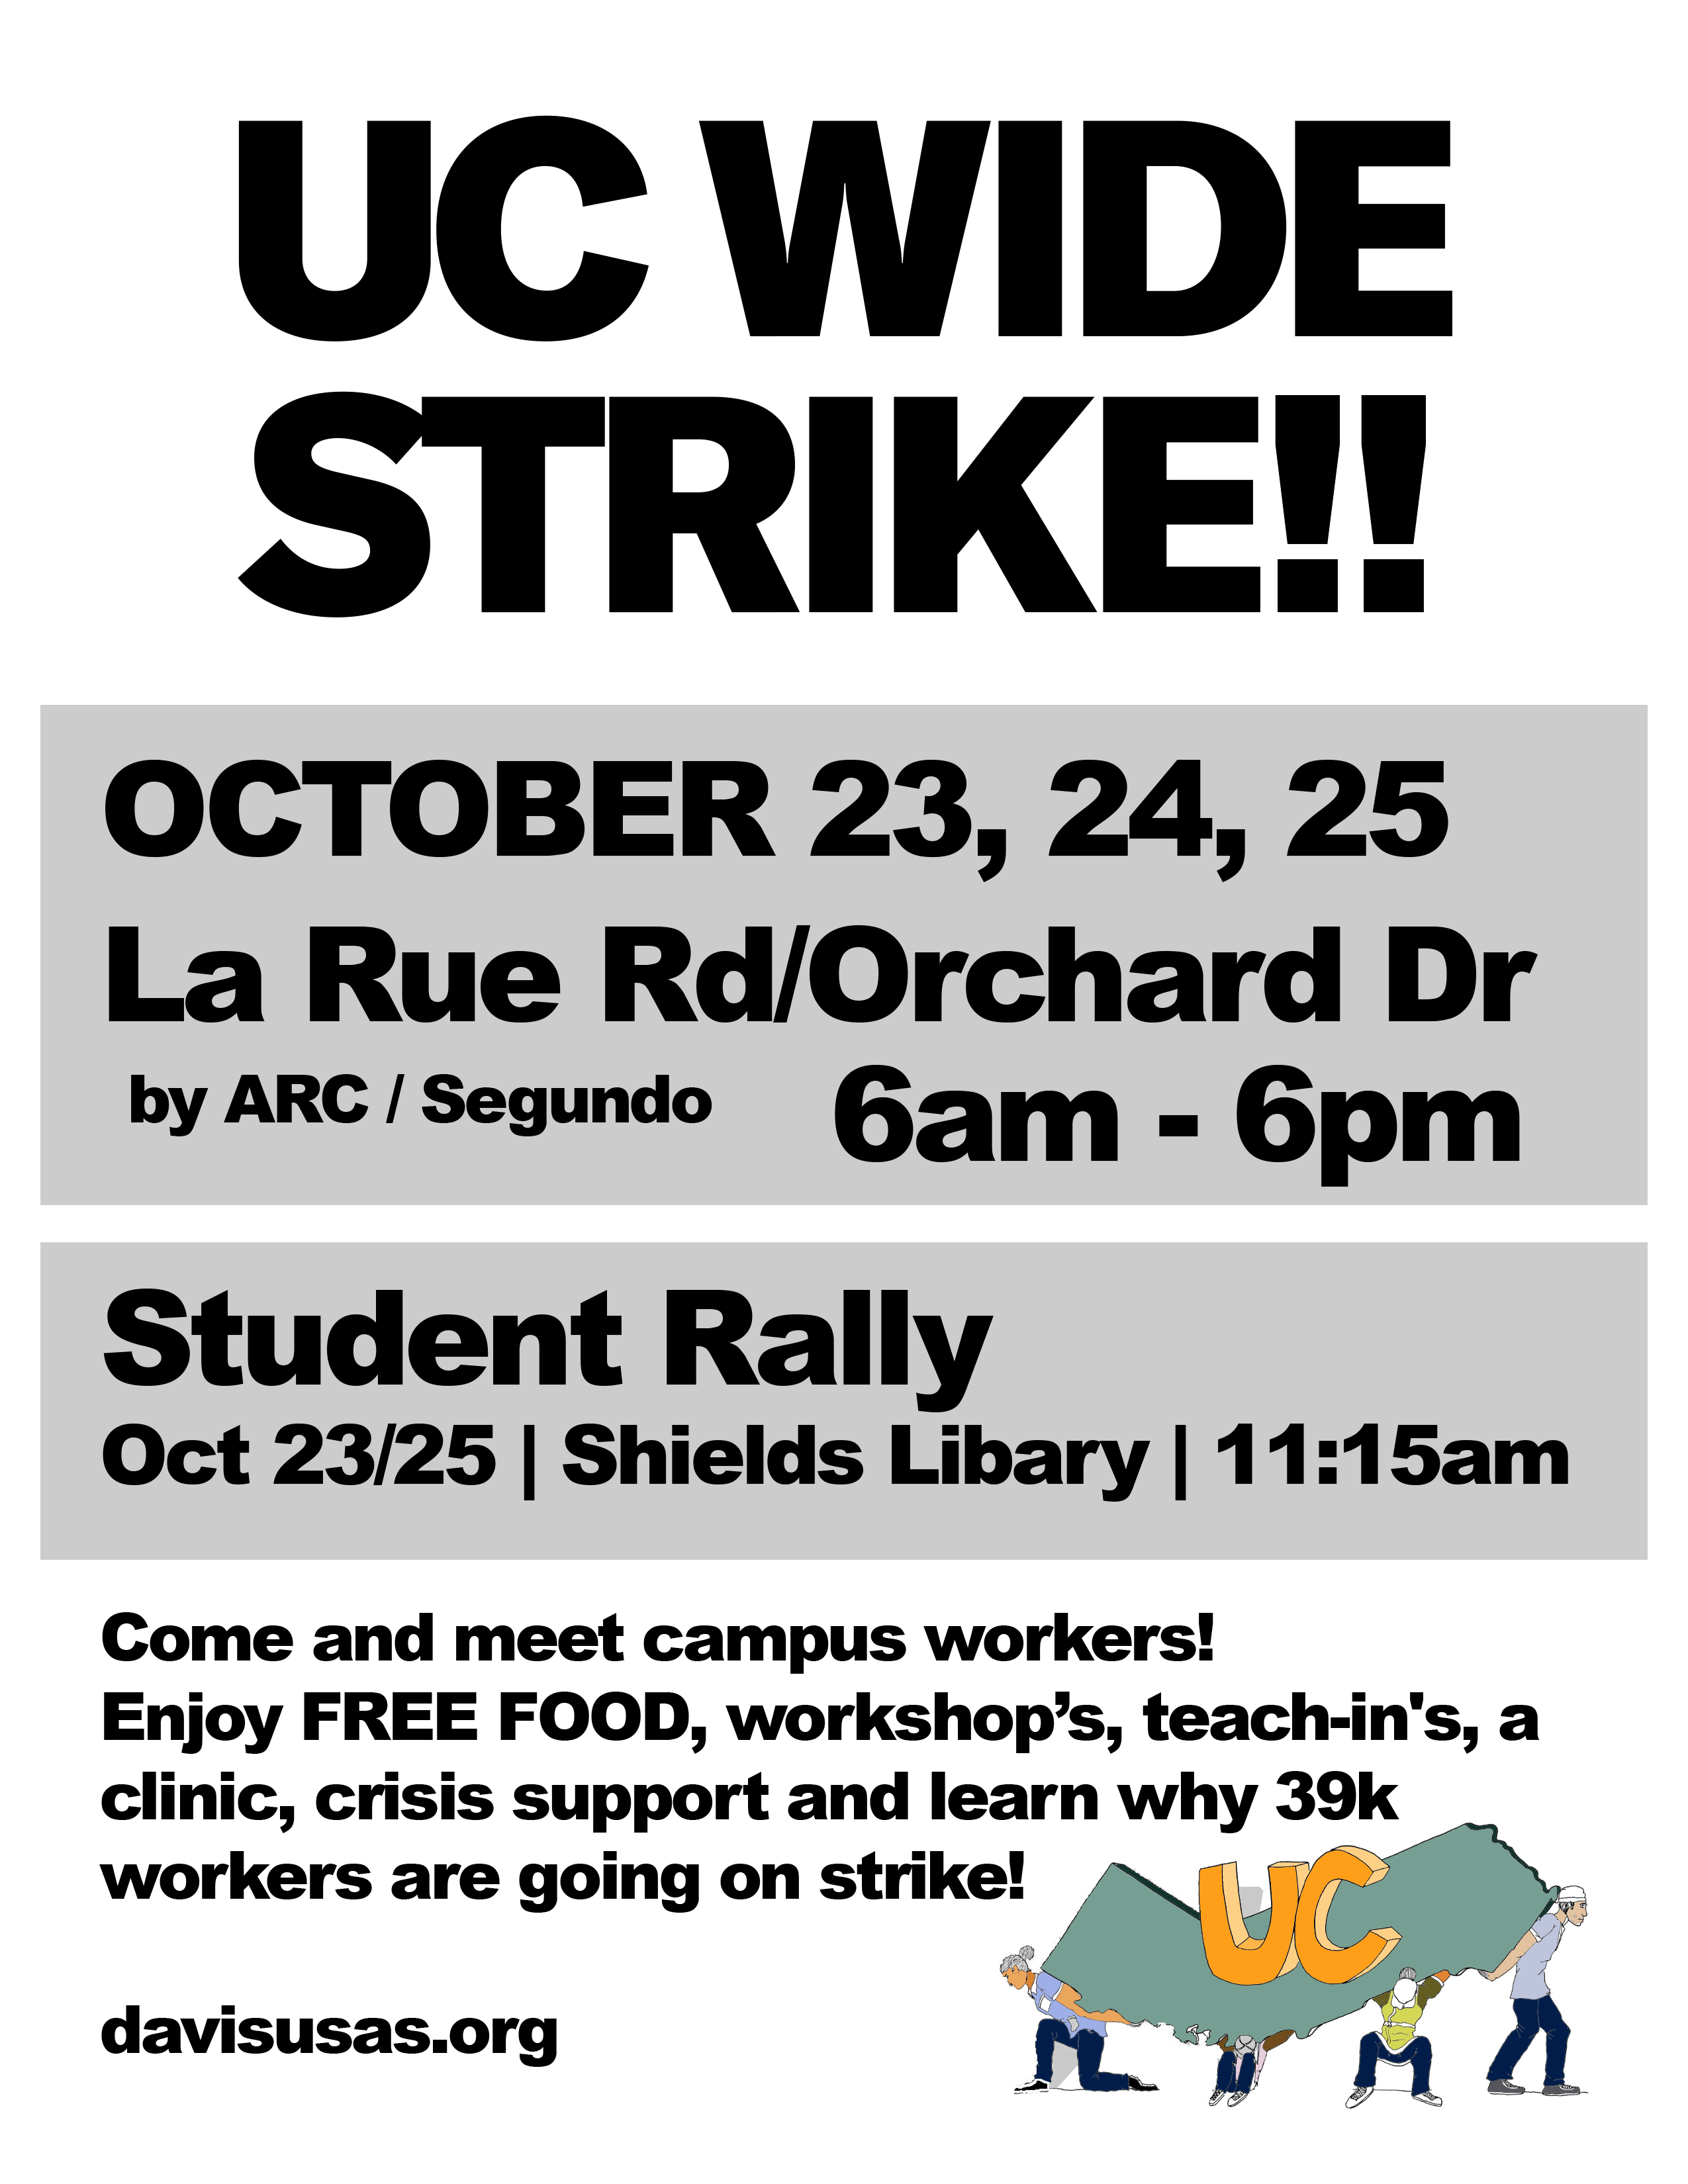 UC WIDE
STRIKE!!
OCTOBER 23, 24, 25
La Rue Rd/Orchard Dr
by ARC / Segundo 6am - 6pm
Student Rally
Oct 23/25 | Shields Libary | 11:15am
Come and meet campus workers!
Enjoy FREE FOOD, workshop’s, teach-in's, a
clinic, crisis support and learn why 39k
workers are going on strike!
UC
davisusas.org